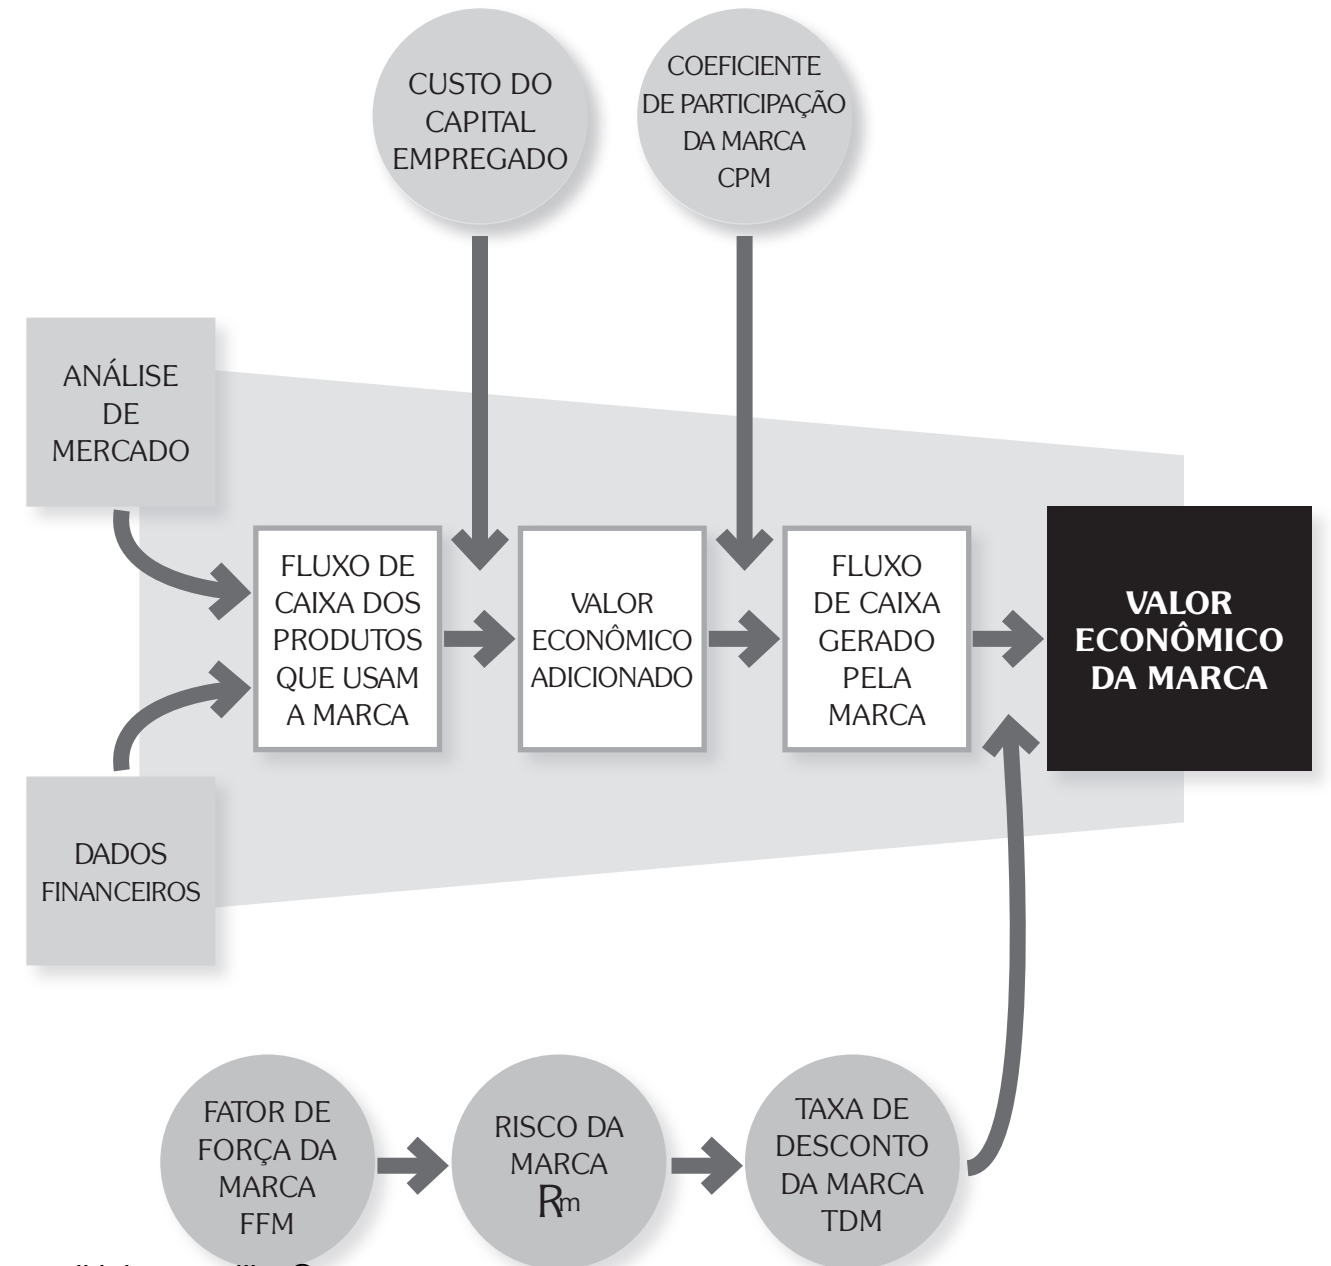 CUSTO DO
CAPITAL
EMPREGADO
COEFICIENTE
DE PARTICIPAÇÃO
DA MARCA
CPM
ANÁLISE
DE
MERCADO
FLUXO DE
CAIXA DOS
PRODUTOS
QUE USAM
A MARCA
VALOR
ECONÔMICO
ADICIONADO
FLUXO
DE CAIXA
GERADO
PELA
MARCA
VALOR
ECONÔMICO
DA MARCA
DADOS
FINANCEIROS
FATOR DE
FORÇA DA
MARCA
FFM
RISCO DA
MARCA
Rm
TAXA DE
DESCONTO
DA MARCA
TDM